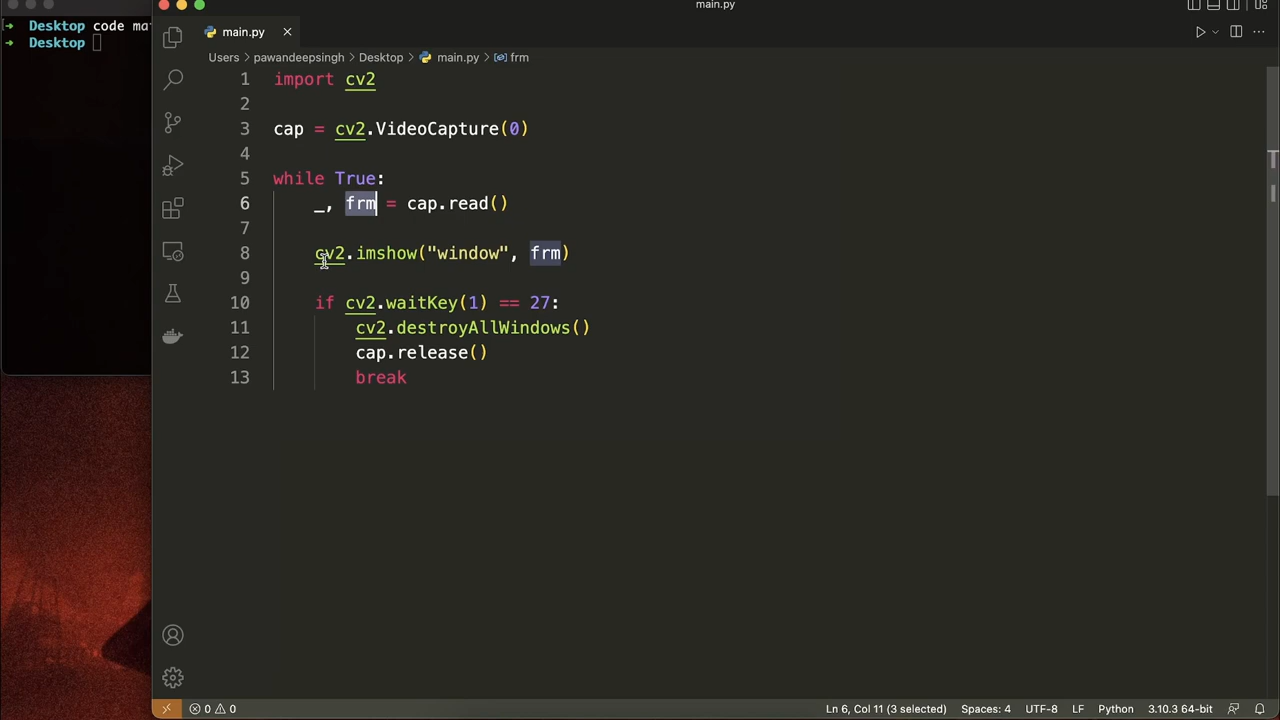 main.py
➜ Desktop code ma
➜ Desktop
main.py
Users > pawandeepsingh > Desktop > main.py > frm
1 import cv2
2
3 cap = cv2.VideoCapture(0)
4
5 while True:
6 _, frm = cap.read()
7
8 cv2.imshow("window", frm)
9
10 if cv2.waitKey(1) == 27:
11 cv2.destroyAllWindows()
12 cap.release()
13 break
0 0 Ln 6, Col 11 (3 selected) Spaces: 4 UTF-8 LF Python 3.10.3 64-bit